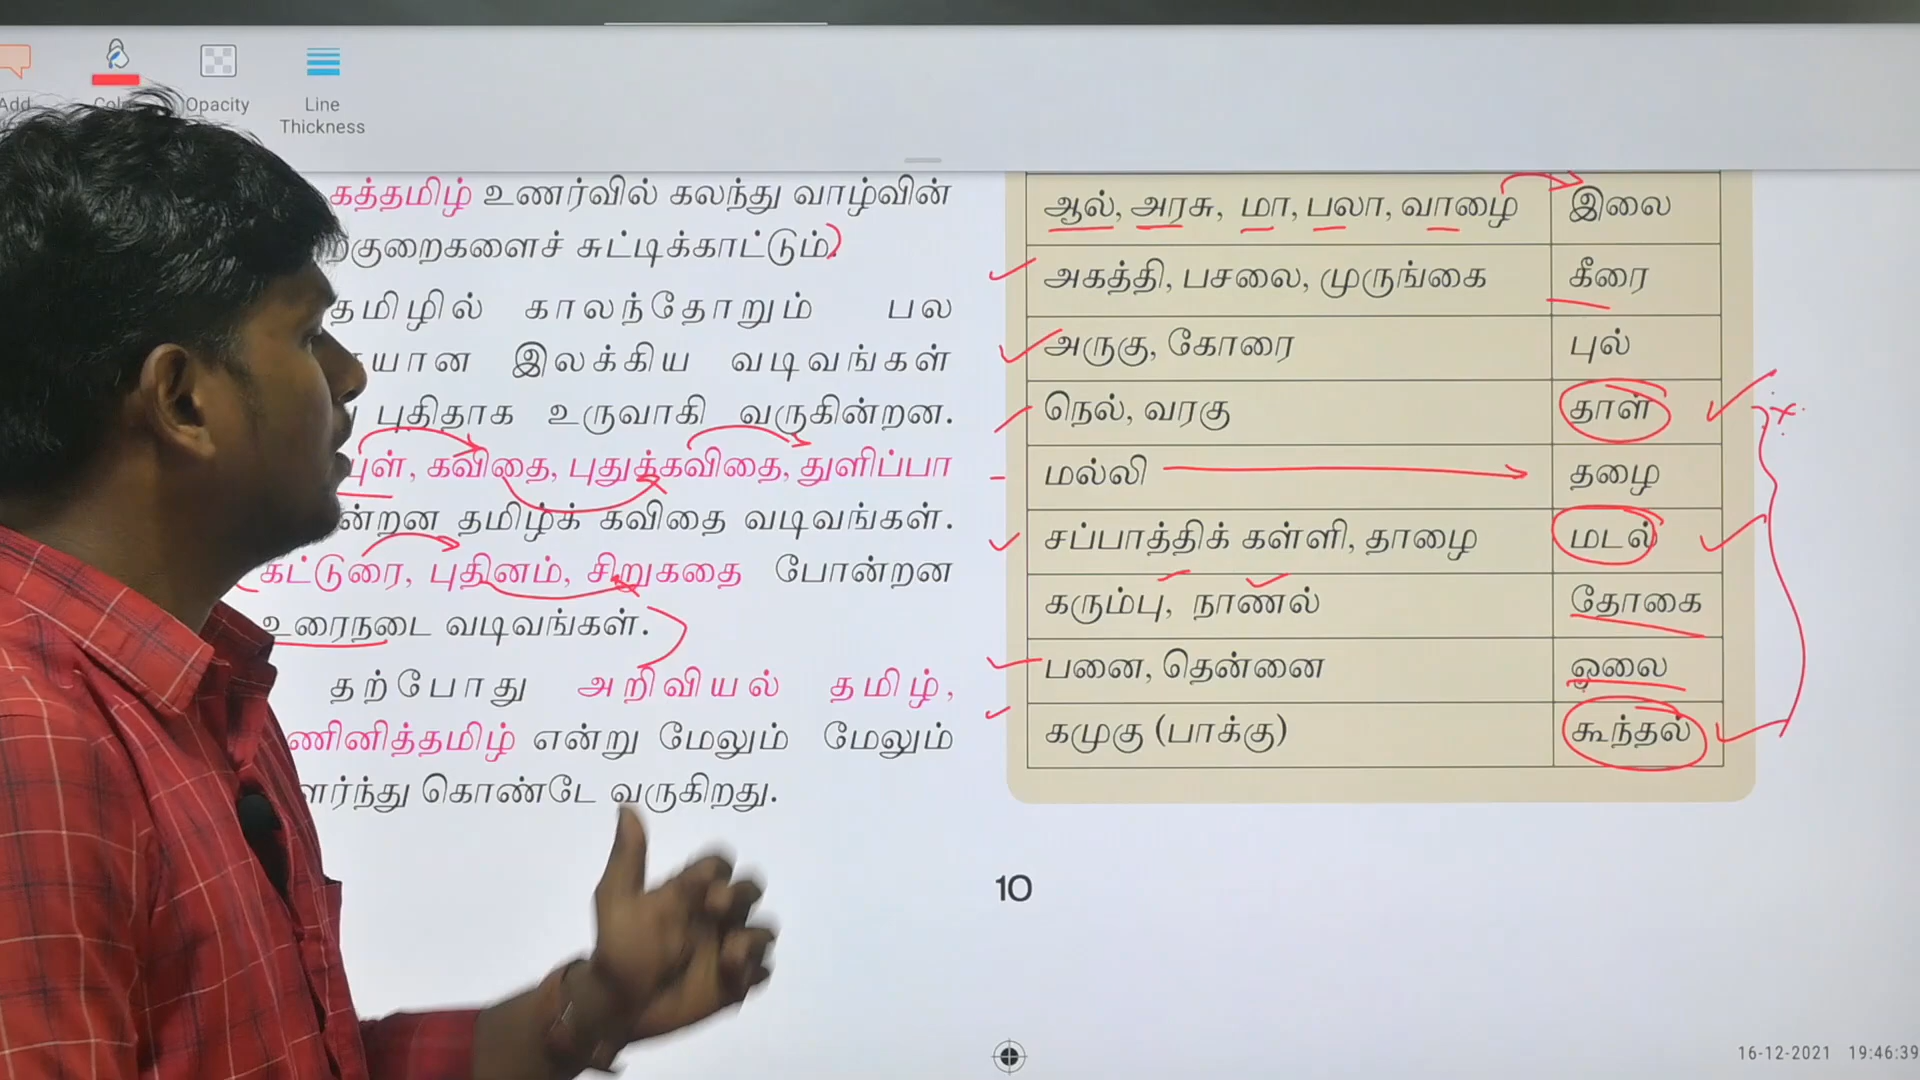 Add
Opacity
Line
Thickness
கத்தமிழ் உணர்வில் கலந்து வாழ்வின்
குறைகளைச் சுட்டிக்காட்டும்.
தமிழில் காலந்தோறும் பல
யான இலக்கிய வடிவங்கள்
புதிதாக உருவாகி வருகின்றன.
கவிதை, புதுக்கவிதை, துளிப்பா
ன்றன தமிழ்க் கவிதை வடிவங்கள்.
கட்டுரை, புதினம், சிறுகதை போன்றன
உரைநடை வடிவங்கள்.
தற்போது அறிவியல் தமிழ்,
ணினித்தமிழ் என்று மேலும் மேலும்
ளர்ந்து கொண்டே வருகிறது.
ஆல், அரசு, மா, பலா, வாழை இலை
அகத்தி, பசலை, முருங்கை கீரை
அருகு, கோரை புல்
நெல், வரகு தாள்
மல்லி தழை
சப்பாத்திக் கள்ளி, தாழை மடல்
கரும்பு, நாணல் தோகை
பனை, தென்னை ஓலை
கமுகு (பாக்கு) கூந்தல்
10
16-12-2021 19:46:39